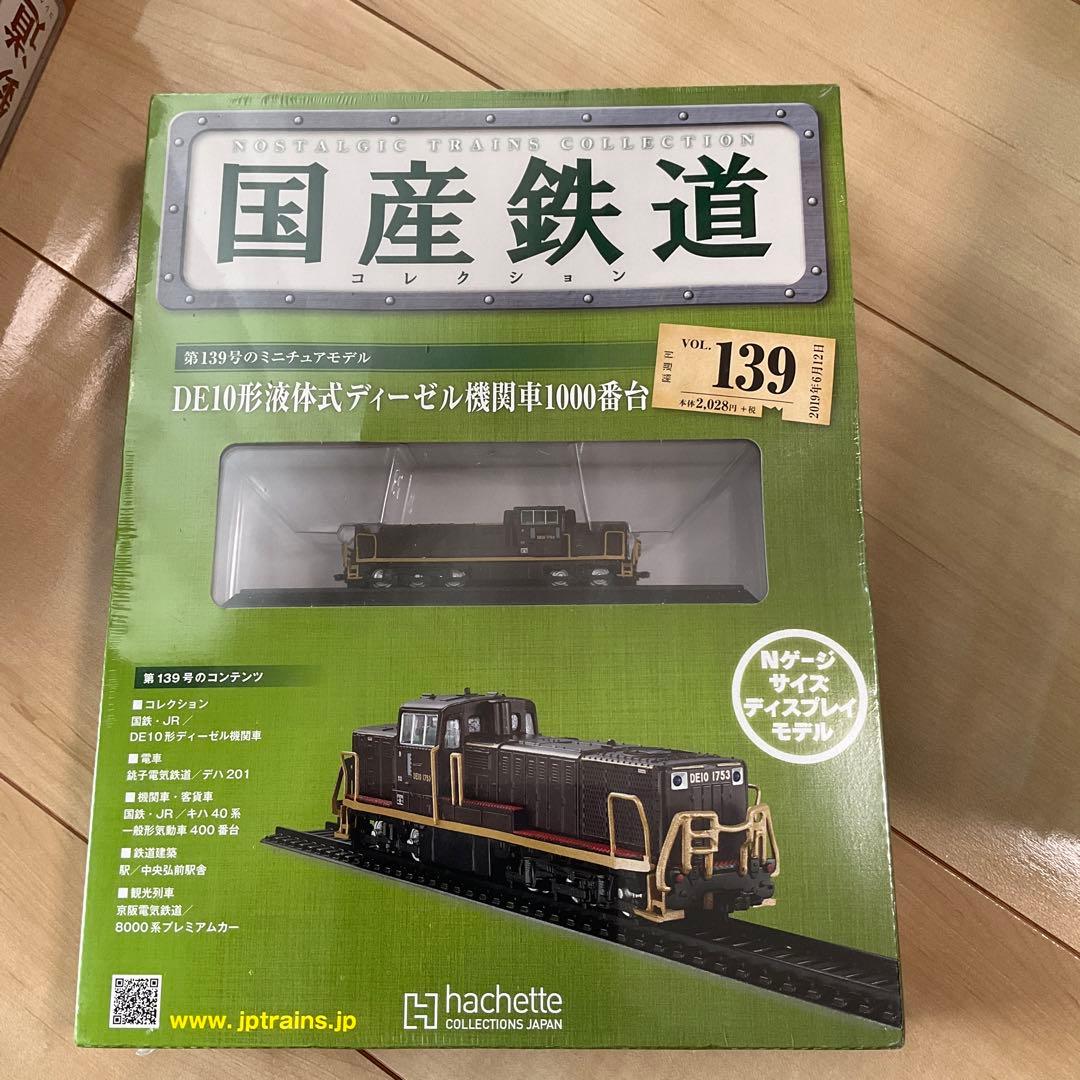 NOSTALGIC TRAINS COLLECTION
国産鉄道
コレクション
第139号のミニチュアモデル
DE10形液体式ディーゼル機関車1000番台
VOL. 139
本体2,028円+税
2019年6月12日
DE10 1753
Nゲージ
サイズ
ディスプレイ
モデル
第139号のコンテンツ
■コレクション
国鉄・JR/
DE10形ディーゼル機関車
■電車
銚子電気鉄道/デハ201
■機関車・客貨車
国鉄・JR/キハ40系
一般形気動車400番台
■鉄道建築
駅/中央弘前駅舎
■観光列車
京阪電気鉄道/
8000系プレミアムカー
DE10 1753
DE10 1753
www.jptrains.jp
hachette
COLLECTIONS JAPAN